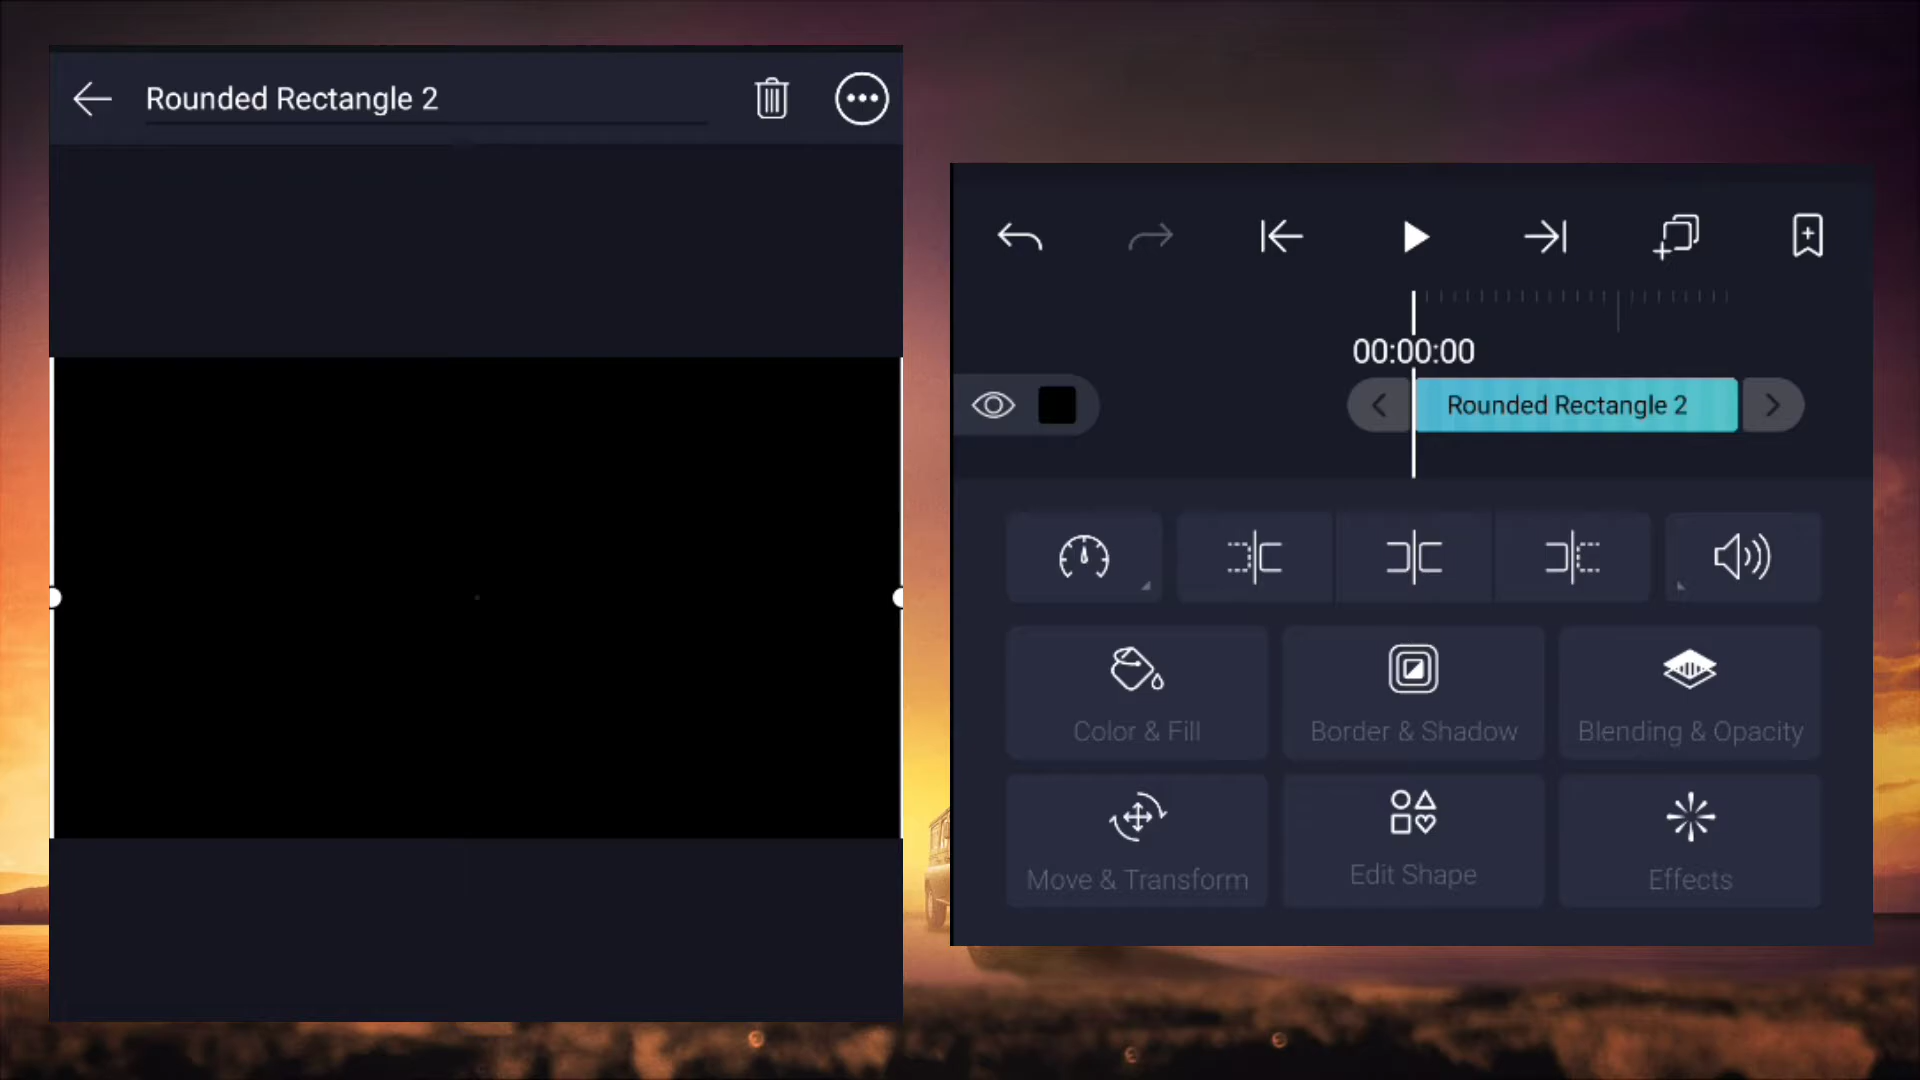 Rounded Rectangle 2
00:00:00
Rounded Rectangle 2
Color & Fill
Border & Shadow
Blending & Opacity
Move & Transform
Edit Shape
Effects